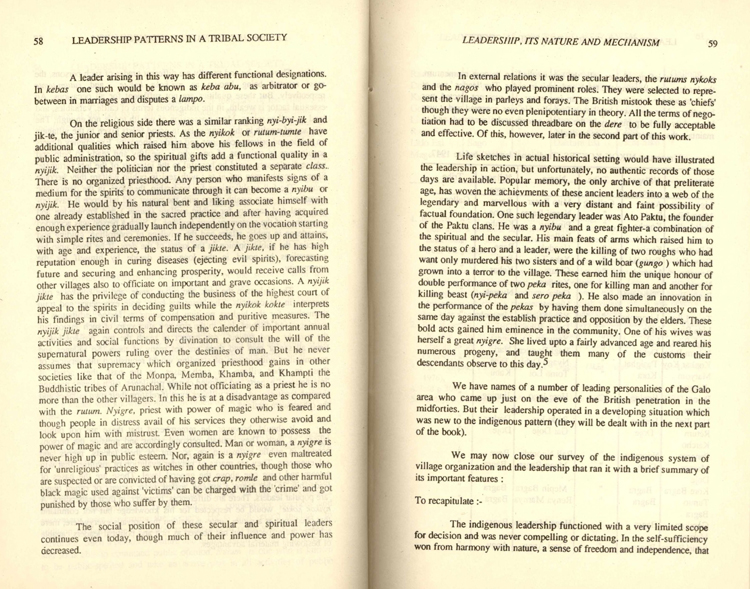 58 LEADERSHIP PATTERNS IN A TRIBAL SOCIETY
A leader arising in this way has different functional designations.
In kebas one such would be known as keba abu, as arbitrator or go-
between in marriages and disputes a lampo.
On the religious side there was a similar ranking nyi-byi-jik and
jik-te, the junior and senior priests. As the nyikok or rutum-tumte have
additional qualities which raised him above his fellows in the field of
public administration, so the spiritual gifts add a functional quality in a
nyijik. Neither the politician nor the priest constituted a separate class.
There is no organized priesthood. Any person who manifests signs of a
medium for the spirits to communicate through it can become a nyibu or
nyijik. He would by his natural bent and liking associate himself with
one already established in the sacred practice and after having acquired
enough experience gradually launch independently on the vocation starting
with simple rites and ceremonies. If he succeeds, he goes up and attains,
with age and experience, the status of a jikte. A jikte, if he has high
reputation enough in curing diseases (ejecting evil spirits), forecasting
future and securing and enhancing prosperity, would receive calls from
other villages also to officiate on important and grave occasions. A nyijik
jikte has the privilege of conducting the business of the highest court of
appeal to the spirits in deciding guilts while the nyikok kokte interprets
his findings in civil terms of compensation and puritive measures. The
nyijik jikte again controls and directs the calender of important annual
activities and social functions by divination to consult the will of the
supernatural powers ruling over the destinies of man. But he never
assumes that supremacy which organized priesthood gains in other
societies like that of the Monpa, Memba, Khamba, and Khampti the
Buddhistic tribes of Arunachal. While not officiating as a priest he is no
more than the other villagers. In this he is at a disadvantage as compared
with the rutum. Nyigre, priest with power of magic who is feared and
though people in distress avail of his services they otherwise avoid and
look upon him with mistrust. Even women are known to possess the
power of magic and are accordingly consulted. Man or woman, a nyigre is
never high up in public esteem. Nor, again is a nyigre even maltreated
for 'unreligious' practices as witches in other countries, though those who
are suspected or are convicted of having got crap, romle and other harmful
black magic used against 'victims' can be charged with the 'crime' and got
punished by those who suffer by them.
The social position of these secular and spiritual leaders
continues even today, though much of their influence and power has
decreased.
LEADERSHIP, ITS NATURE AND MECHANISM 59
In external relations it was the secular leaders, the rutums nykoks
and the nagos who played prominent roles. They were selected to repre-
sent the village in parleys and forays. The British mistook these as 'chiefs'
though they were no even plenipotentiary in theory. All the terms of nego-
tiation had to be discussed threadbare on the dere to be fully acceptable
and effective. Of this, however, later in the second part of this work.
Life sketches in actual historical setting would have illustrated
the leadership in action, but unfortunately, no authentic records of those
days are available. Popular memory, the only archive of that preliterate
age, has woven the achievments of these ancient leaders into a web of the
legendary and marvellous with a very distant and faint possibility of
factual foundation. One such legendary leader was Ato Paktu, the founder
of the Paktu clans. He was a nyibu and a great fighter-a combination of
the spiritual and the secular. His main feats of arms which raised him to
the status of a hero and a leader, were the killing of two roughs who had
want only murdered his two sisters and of a wild boar (gungo ) which had
grown into a terror to the village. These earned him the unique honour of
double performance of two peka rites, one for killing man and another for
killing beast (nyi-peka and sero peka ). He also made an innovation in
the performance of the pekas by having them done simultaneously on the
same day against the establish practice and opposition by the elders. These
bold acts gained him eminence in the community. One of his wives was
herself a great nyigre. She lived upto a fairly advanced age and reared his
numerous progeny, and taught them many of the customs their
descendants observe to this day.5
We have names of a number of leading personalities of the Galo
area who came up just on the eve of the British penetration in the
midforties. But their leadership operated in a developing situation which
was new to the indigenous pattern (they will be dealt with in the next part
of the book).
We may now close our survey of the indigenous system of
village organization and the leadership that ran it with a brief summary of
its important features :
To recapitulate :-
The indigenous leadership functioned with a very limited scope
for decision and was never compelling or dictating. In the self-sufficiency
won from harmony with nature, a sense of freedom and independence, that